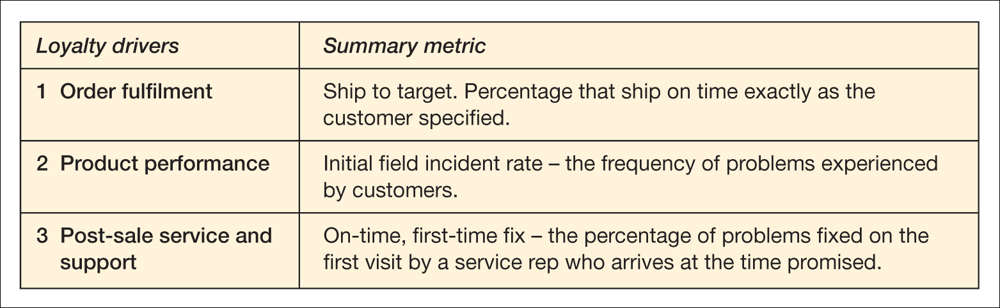 Loyalty drivers
Summary metric
1 Order fulfilment
Ship to target. Percentage that ship on time exactly as the
customer specified.
2 Product performance
Initial field incident rate – the frequency of problems experienced
by customers.
3 Post-sale service and
support
On-time, first-time fix – the percentage of problems fixed on the
first visit by a service rep who arrives at the time promised.